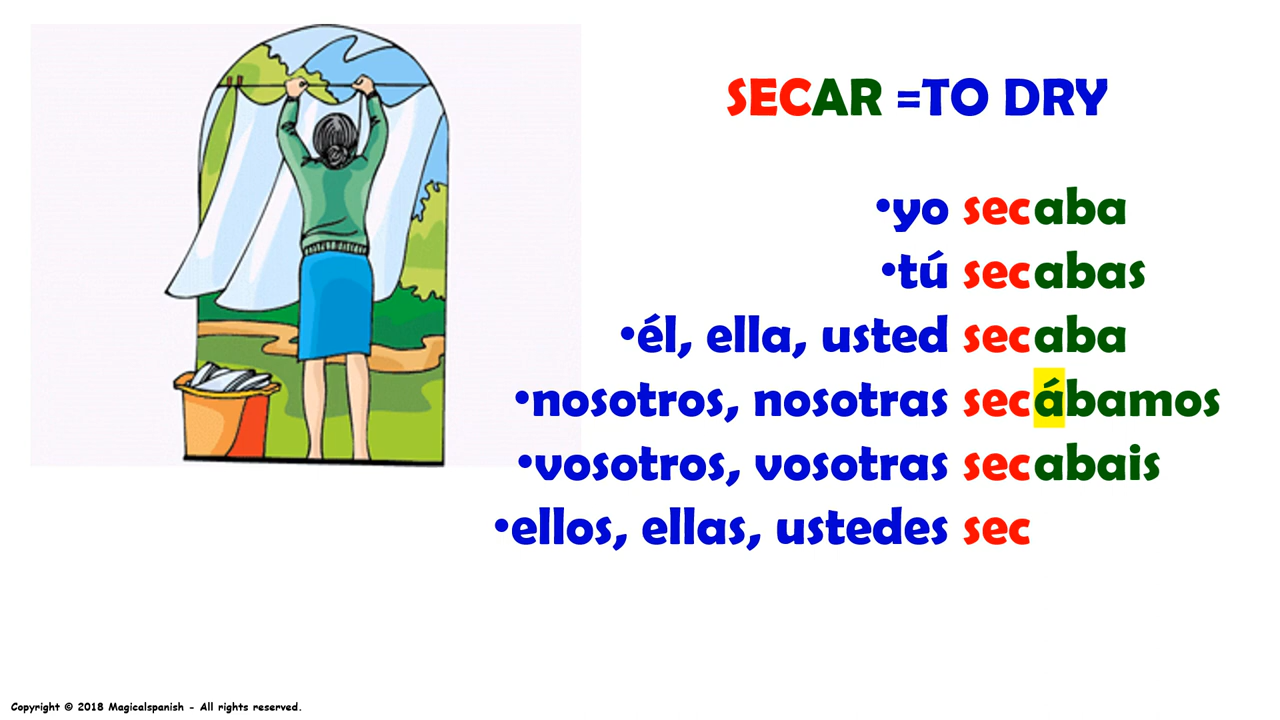 SECAR =TO DRY
•yo secaba
•tú secabas
•él, ella, usted secaba
•nosotros, nosotras secábamos
•vosotros, vosotras secabais
•ellos, ellas, ustedes sec
Copyright © 2018 Magicalspanish - All rights reserved.